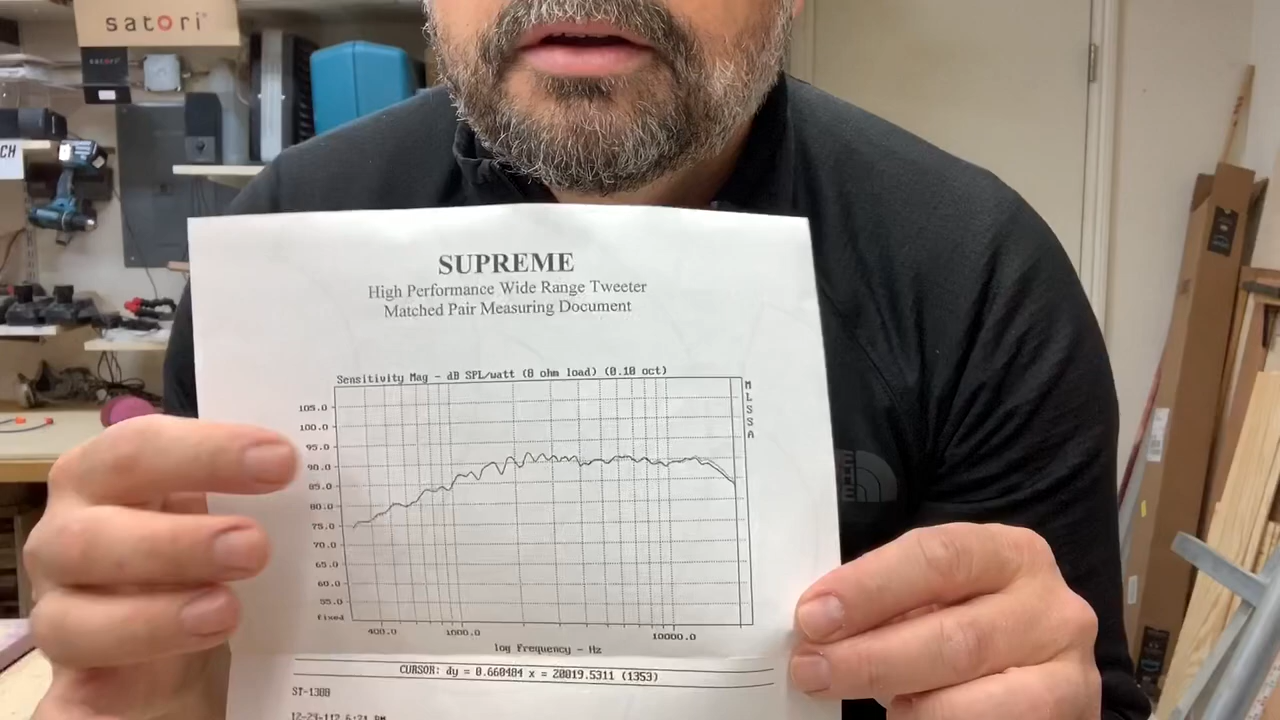 satori
satori
CH
SUPREME
High Performance Wide Range Tweeter
Matched Pair Measuring Document
Sensitivity Mag - dB SPL/watt (8 ohm load) (0.10 oct)
MLSSA
105.0
100.0
95.0
90.0
85.0
80.0
75.0
70.0
65.0
60.0
55.0
fixed
400.0 1000.0 10000.0
log Frequency - Hz
CURSOR: dy = 0.660484 x = 20019.5311 (1353)